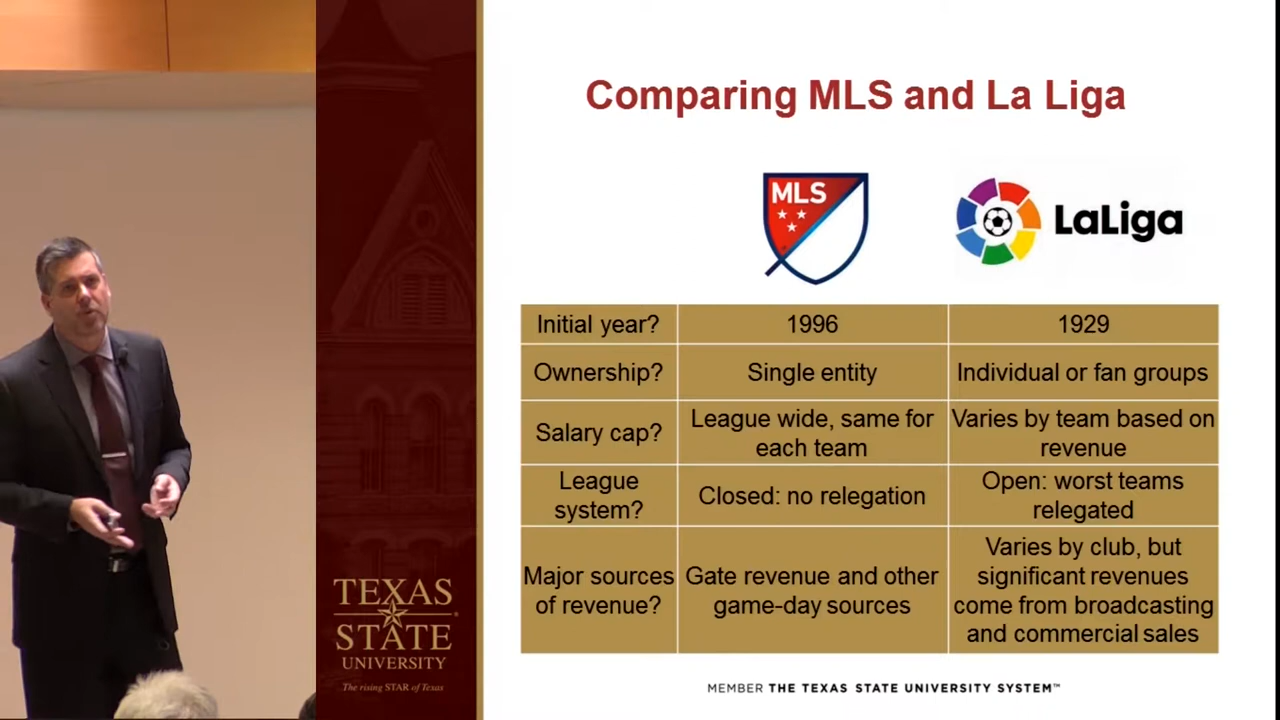 Comparing MLS and La Liga
MLS
LaLiga
Initial year?
1996
1929
Ownership?
Single entity
Individual or fan groups
Salary cap?
League wide, same for
each team
Varies by team based on
revenue
League
system?
Closed: no relegation
Open: worst teams
relegated
Major sources
of revenue?
Gate revenue and other
game-day sources
Varies by club, but
significant revenues
come from broadcasting
and commercial sales
TEXAS
STATE
UNIVERSITY
The rising STAR of Texas
MEMBER THE TEXAS STATE UNIVERSITY SYSTEM™